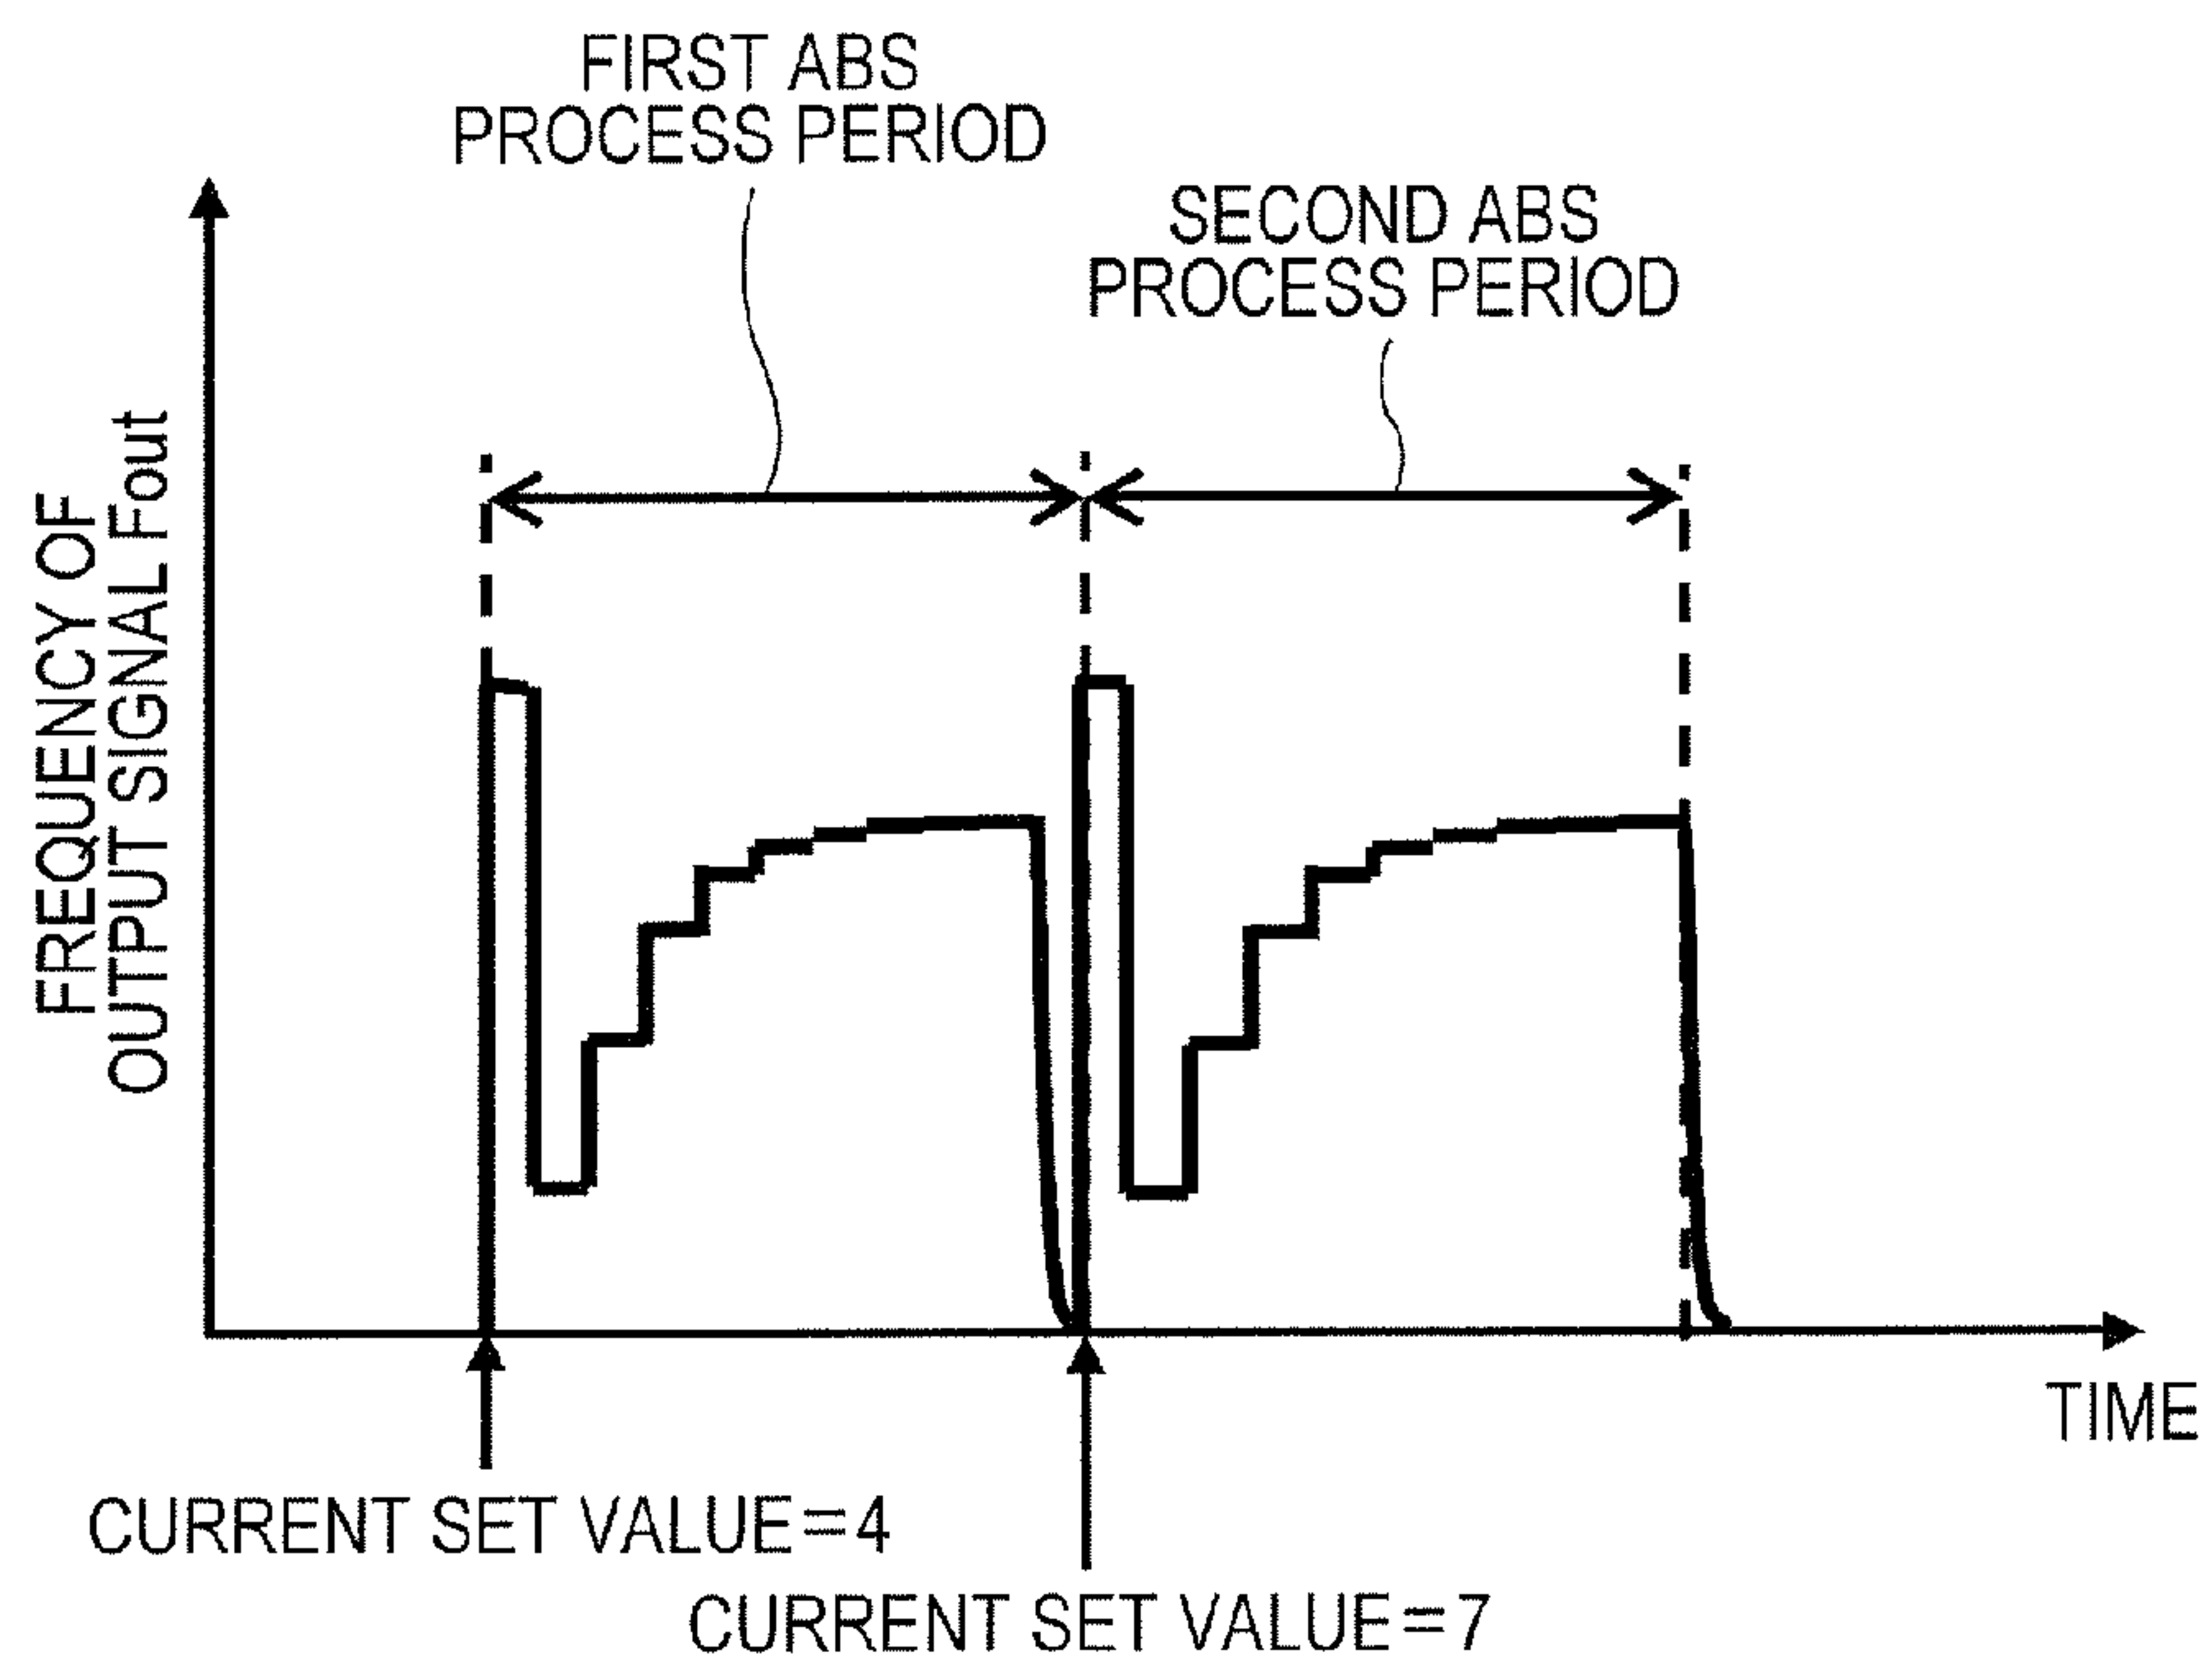 FIRST ABS
PROCESS PERIOD
SECOND ABS
PROCESS PERIOD
FREQUENCY OF
OUTPUT SIGNAL Fout
TIME
CURRENT SET VALUE=4
CURRENT SET VALUE=7